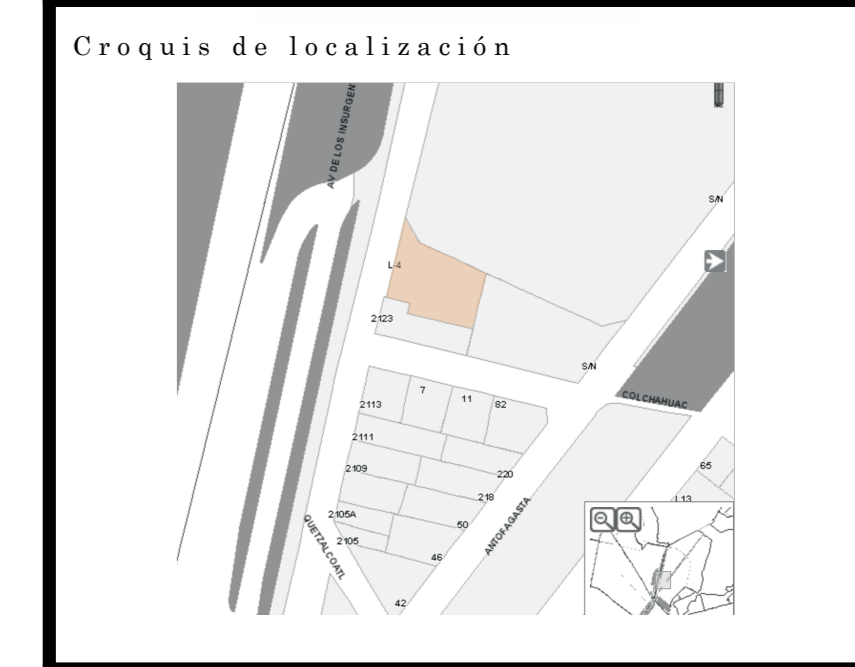 Croquis de localización
AV DE LOS INSURGEN
S/N
L-4
2123
S/N
COLCHAHUAC
7
11
82
2113
2111
2109
220
65
218
L13
2105A
50
2105
46
ANTOFAGASTA
QUETZALCOATL
42